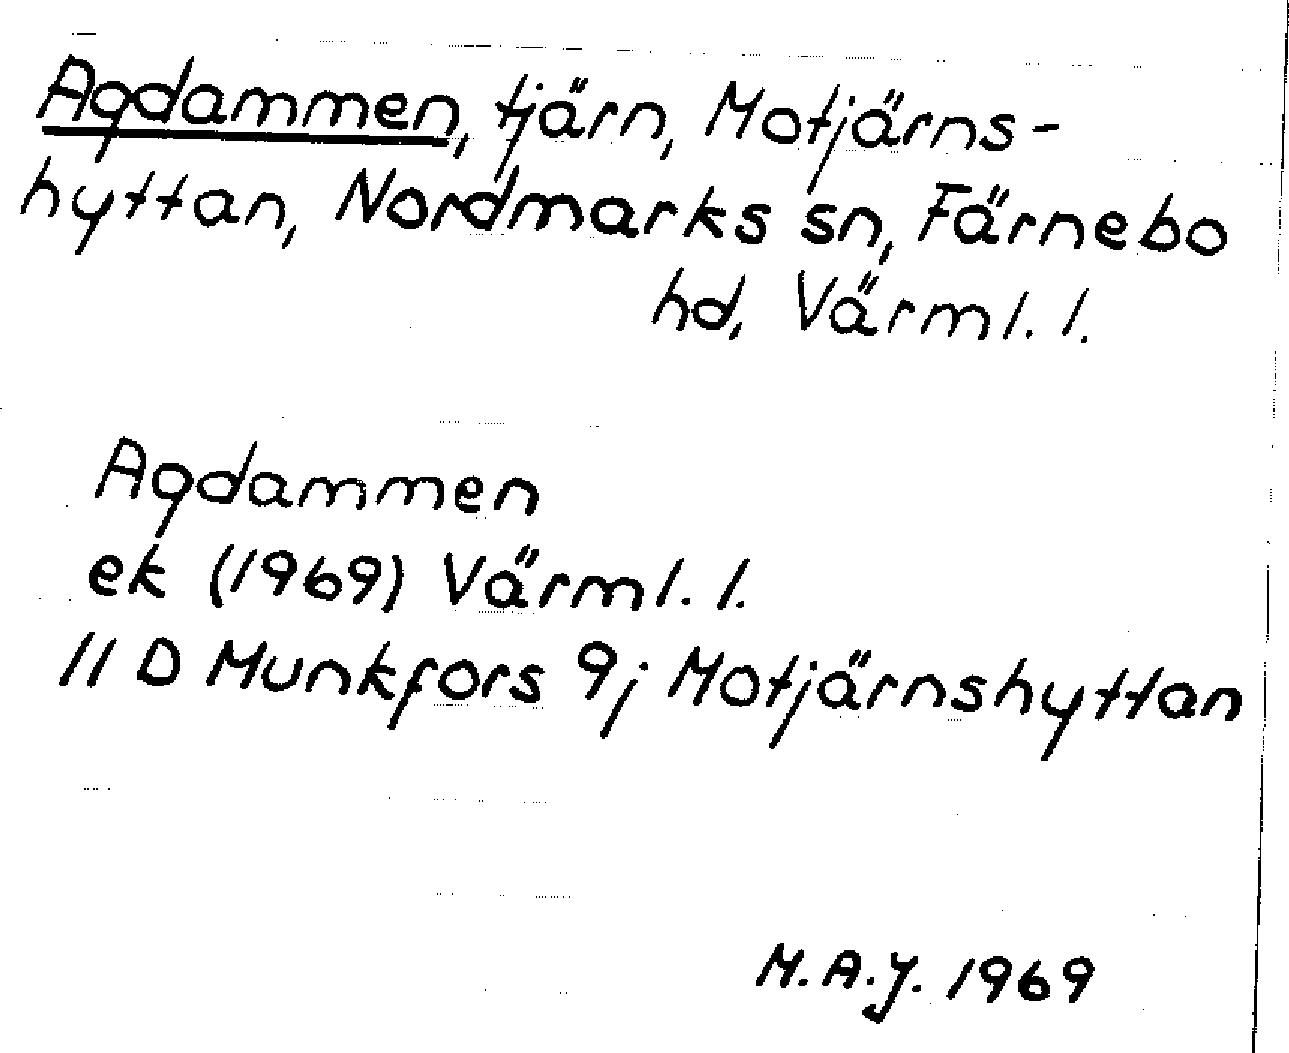 Agdammen, tjärn, Motjärns-
hyttan, Nordmarks sn, Färnebo
hd, Värml. l.
Agdammen
ek (1969) Värml. l.
11 D Munkfors 9j Motjärnshyttan
M.A.J. 1969